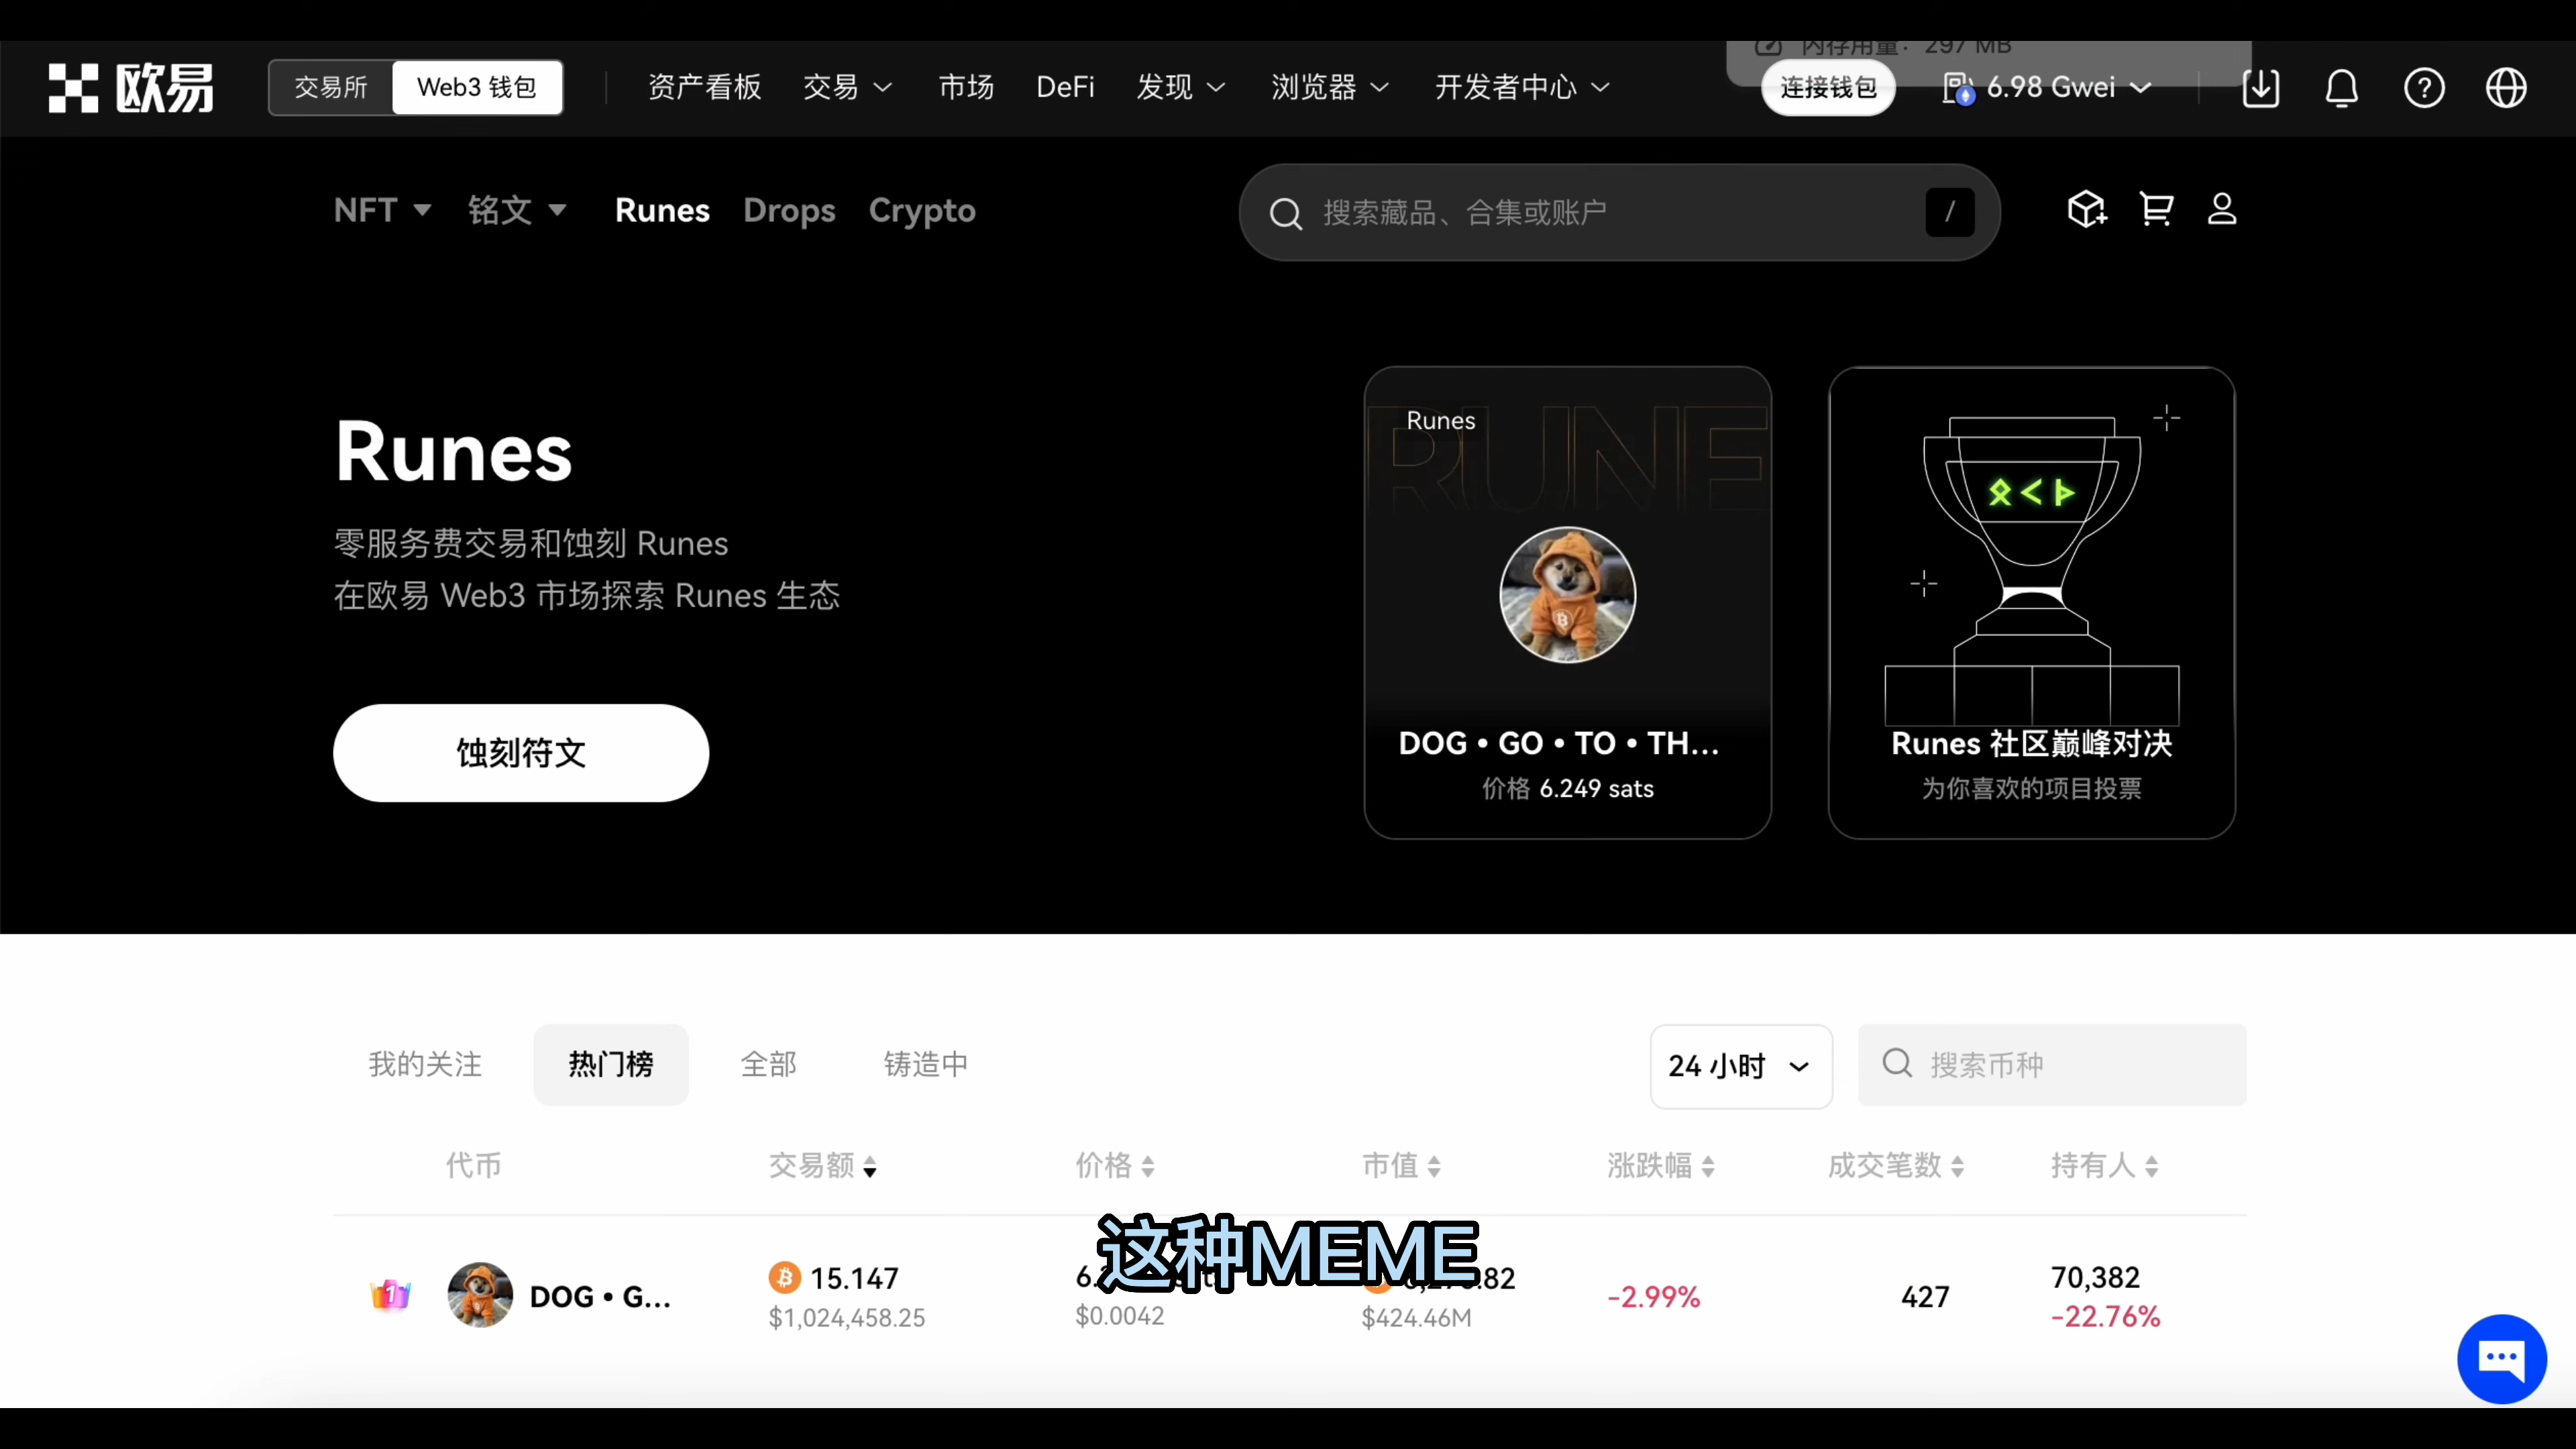 内存用量：297 MB
欧易 交易所 Web3 钱包 资产看板 交易 市场 DeFi 发现 浏览器 开发者中心 连接钱包 6.98 Gwei
NFT 铭文 Runes Drops Crypto 搜索藏品、合集或账户 /
Runes
零服务费交易和蚀刻 Runes
在欧易 Web3 市场探索 Runes 生态
蚀刻符文
Runes
RUNE
DOG • GO • TO • TH...
价格 6.249 sats
Runes 社区巅峰对决
为你喜欢的项目投票
我的关注 热门榜 全部 铸造中 24 小时 搜索币种
代币 交易额 价格 市值 涨跌幅 成交笔数 持有人
这种MEME
1 DOG • G... 15.147 -2.99% 427 70,382
$1,024,458.25 $0.0042 $424.46M -22.76%